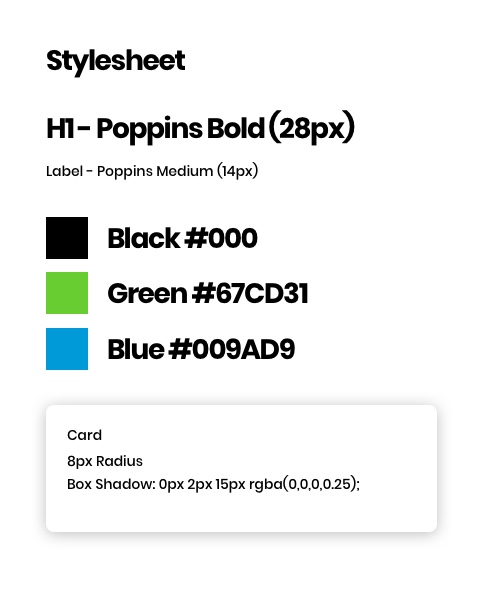 Stylesheet
H1 - Poppins Bold (28px)
Label - Poppins Medium (14px)
Black #000
Green #67CD31
Blue #009AD9
Card
8px Radius
Box Shadow: 0px 2px 15px rgba(0,0,0,0.25);